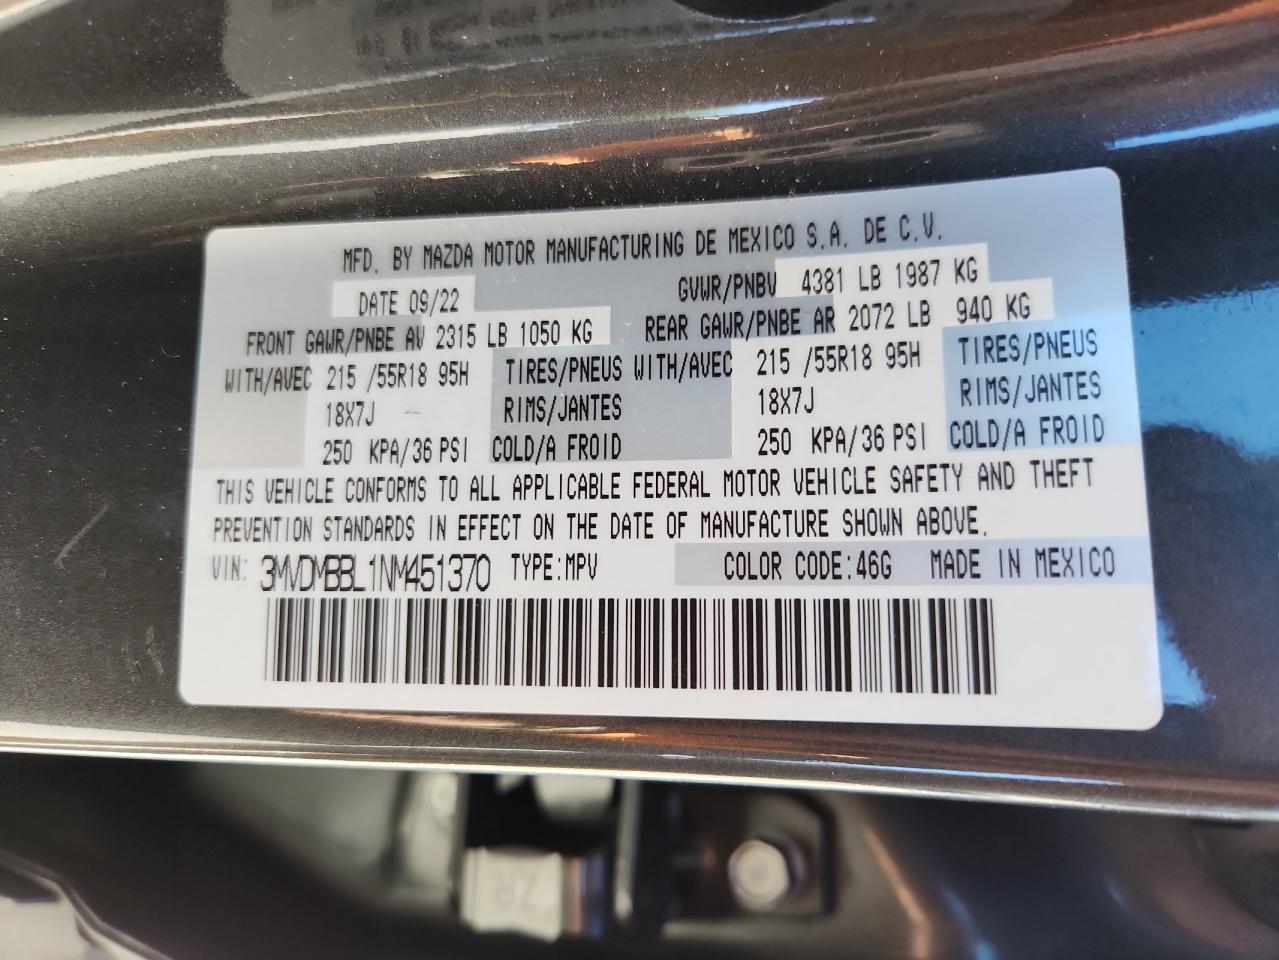 MFD. BY MAZDA MOTOR MANUFACTURING DE MEXICO S.A. DE C.V.
DATE 09/22 GVWR/PNBV 4381 LB 1987 KG
FRONT GAWR/PNBE AV 2315 LB 1050 KG REAR GAWR/PNBE AR 2072 LB 940 KG
WITH/AVEC 215 /55R18 95H TIRES/PNEUS WITH/AVEC 215 /55R18 95H TIRES/PNEUS
18X7J RIMS/JANTES 18X7J RIMS/JANTES
250 KPA/36 PSI COLD/A FROID 250 KPA/36 PSI COLD/A FROID
THIS VEHICLE CONFORMS TO ALL APPLICABLE FEDERAL MOTOR VEHICLE SAFETY AND THEFT
PREVENTION STANDARDS IN EFFECT ON THE DATE OF MANUFACTURE SHOWN ABOVE.
VIN: 3MVDMBBL1NM451370 TYPE:MPV COLOR CODE:46G MADE IN MEXICO